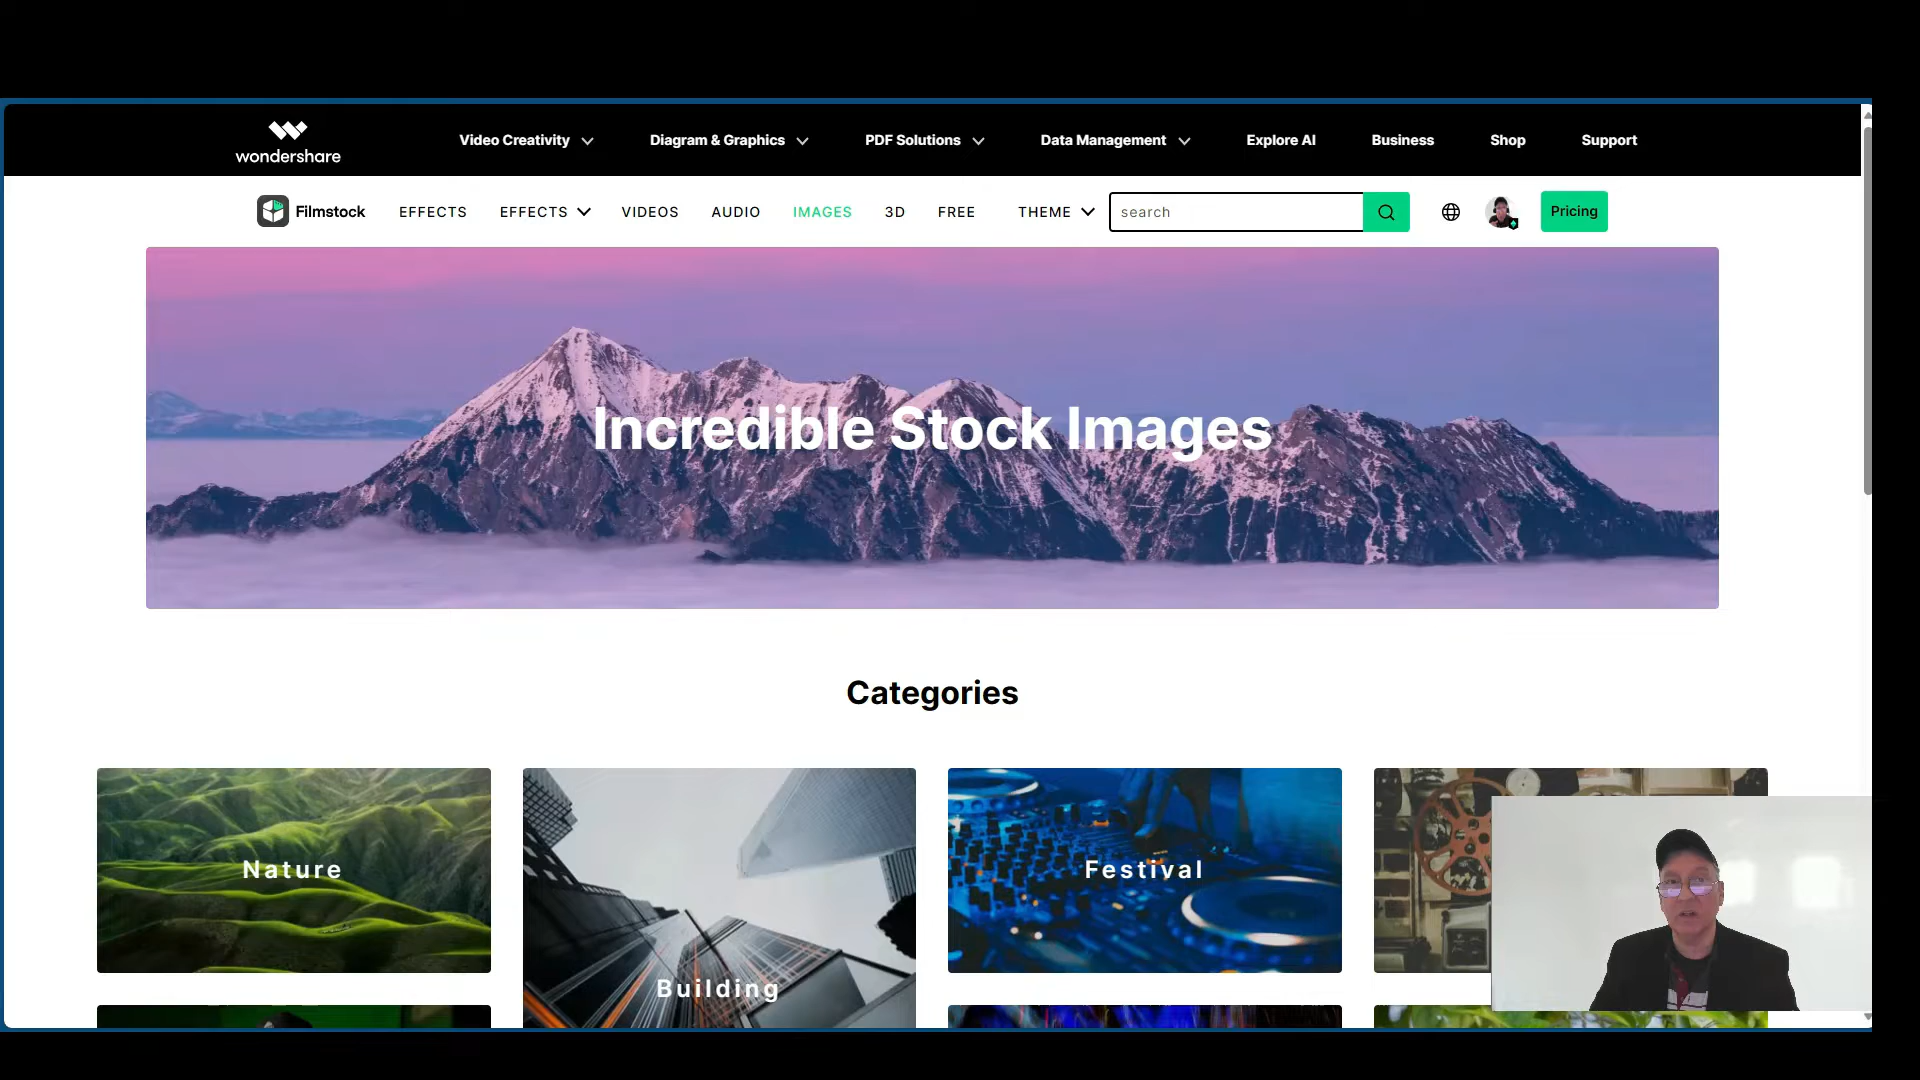 wondershare
Video Creativity
Diagram & Graphics
PDF Solutions
Data Management
Explore AI
Business
Shop
Support
Filmstock
EFFECTS
EFFECTS
VIDEOS
AUDIO
IMAGES
3D
FREE
THEME
search
Pricing
Incredible Stock Images
Categories
Nature
Building
Festival